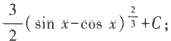 3/2 (sin x-cos x)^{2/3}+C;